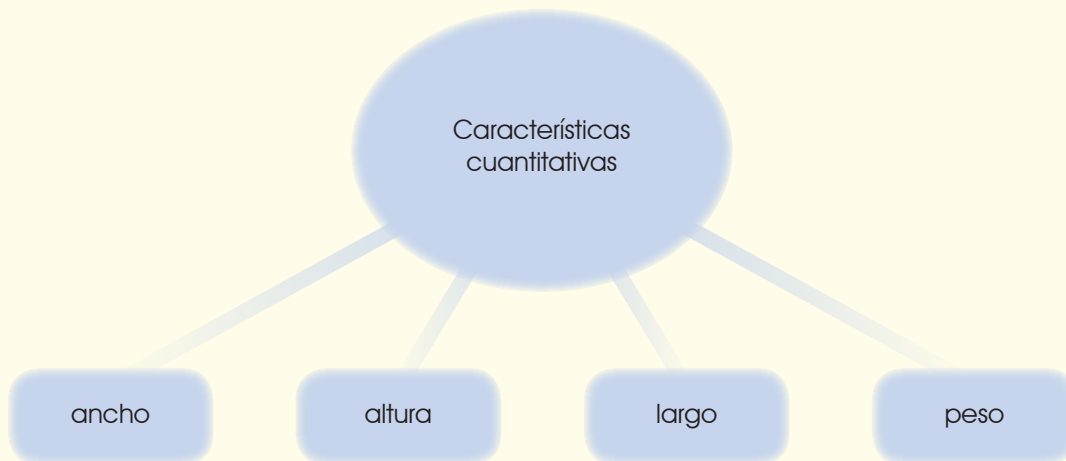 Características
cuantitativas
ancho
altura
largo
peso